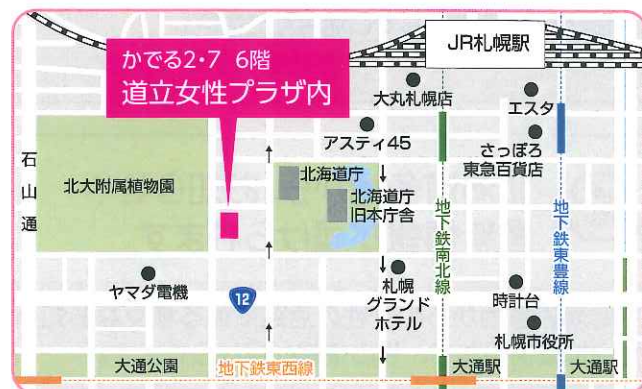 JR札幌駅
かでる2・7 6階
道立女性プラザ内
大丸札幌店
エスタ
アスティ45
さっぽろ
東急百貨店
石山通
北大附属植物園
北海道庁
北海道庁
旧本庁舎
地下鉄南北線
地下鉄東豊線
ヤマダ電機
12
札幌
グランド
ホテル
時計台
札幌市役所
大通公園
地下鉄東西線
大通駅
大通駅